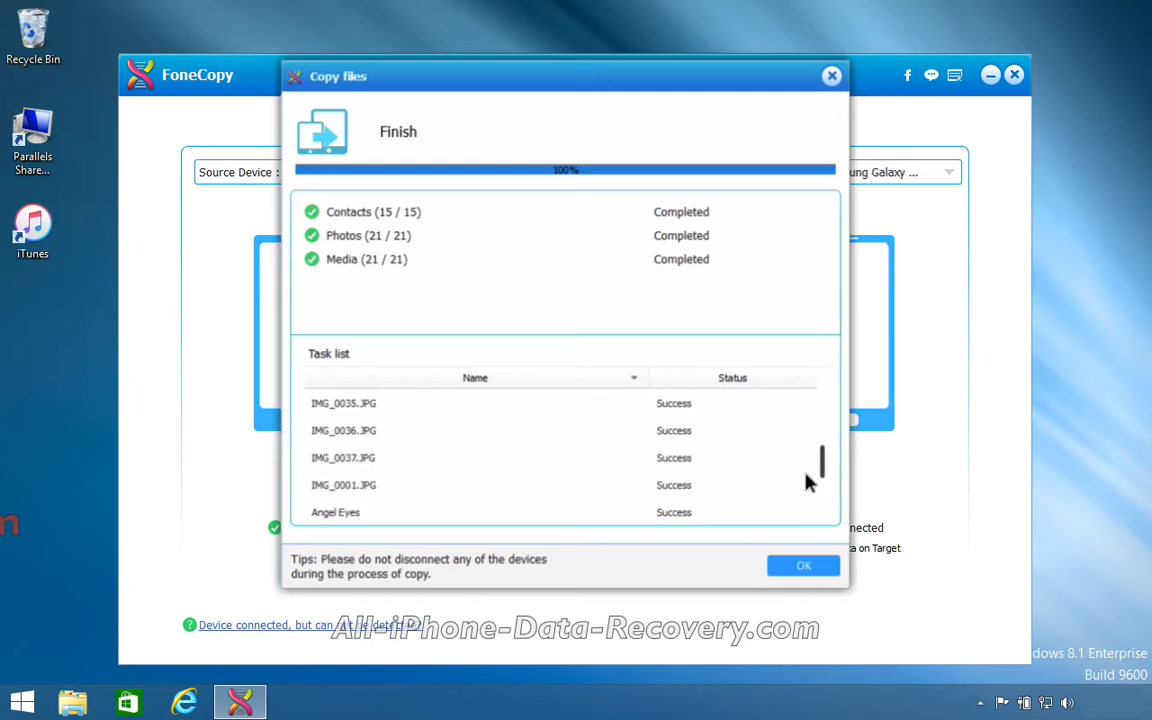 Recycle Bin
Parallels
Share...
iTunes
FoneCopy
Copy files
Finish
100%
Source Device :
ung Galaxy ...
Contacts (15 / 15) Completed
Photos (21 / 21) Completed
Media (21 / 21) Completed
Task list
Name Status
IMG_0035.JPG Success
IMG_0036.JPG Success
IMG_0037.JPG Success
IMG_0001.JPG Success
Angel Eyes Success
nected
ta on Target
Tips: Please do not disconnect any of the devices
during the process of copy.
OK
Device connected, but can
All-iPhone-Data-Recovery.com
dows 8.1 Enterprise
Build 9600